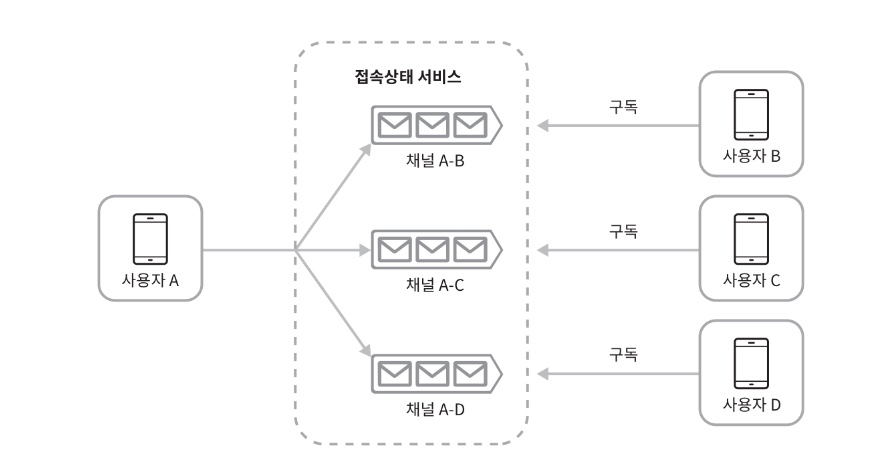 접속상태 서비스
채널 A-B
채널 A-C
채널 A-D
사용자 A
구독
사용자 B
구독
사용자 C
구독
사용자 D